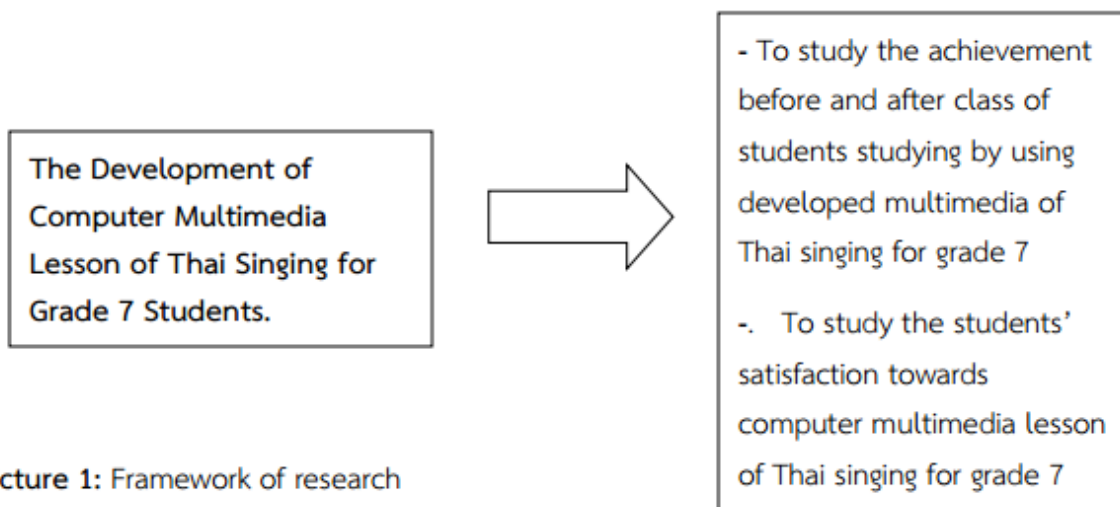 The Development of
Computer Multimedia
Lesson of Thai Singing for
Grade 7 Students.
- To study the achievement
before and after class of
students studying by using
developed multimedia of
Thai singing for grade 7
-. To study the students’
satisfaction towards
computer multimedia lesson
of Thai singing for grade 7
cture 1: Framework of research